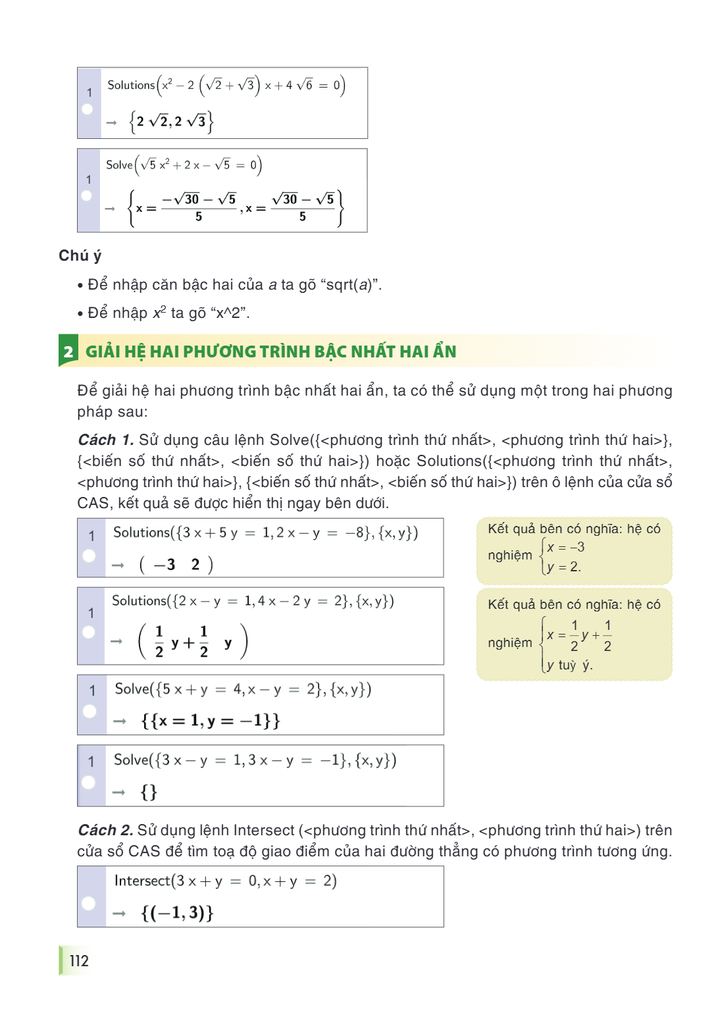 1 Solutions(x² − 2 (√2 + √3) x + 4 √6 = 0)
→ {2 √2, 2 √3}
1 Solve(√5 x² + 2 x − √5 = 0)
→ {x = (−√30 − √5)/5, x = (√30 − √5)/5}
Chú ý
• Để nhập căn bậc hai của a ta gõ “sqrt(a)”.
• Để nhập x² ta gõ “x^2”.
2 GIẢI HỆ HAI PHƯƠNG TRÌNH BẬC NHẤT HAI ẨN
Để giải hệ hai phương trình bậc nhất hai ẩn, ta có thể sử dụng một trong hai phương
pháp sau:
Cách 1. Sử dụng câu lệnh Solve({<phương trình thứ nhất>, <phương trình thứ hai>},
{<biến số thứ nhất>, <biến số thứ hai>}) hoặc Solutions({<phương trình thứ nhất>,
<phương trình thứ hai>}, {<biến số thứ nhất>, <biến số thứ hai>}) trên ô lệnh của cửa sổ
CAS, kết quả sẽ được hiển thị ngay bên dưới.
1 Solutions({3 x + 5 y = 1, 2 x − y = −8}, {x, y})
→ ( −3 2 )
Kết quả bên có nghĩa: hệ có
nghiệm {x = −3
y = 2.
1 Solutions({2 x − y = 1, 4 x − 2 y = 2}, {x, y})
→ ( 1/2 y + 1/2 y )
Kết quả bên có nghĩa: hệ có
nghiệm {x = 1/2 y + 1/2
y tuỳ ý.
1 Solve({5 x + y = 4, x − y = 2}, {x, y})
→ {{x = 1, y = −1}}
1 Solve({3 x − y = 1, 3 x − y = −1}, {x, y})
→ {}
Cách 2. Sử dụng lệnh Intersect (<phương trình thứ nhất>, <phương trình thứ hai>) trên
cửa sổ CAS để tìm toạ độ giao điểm của hai đường thẳng có phương trình tương ứng.
Intersect(3 x + y = 0, x + y = 2)
→ {(−1, 3)}
112